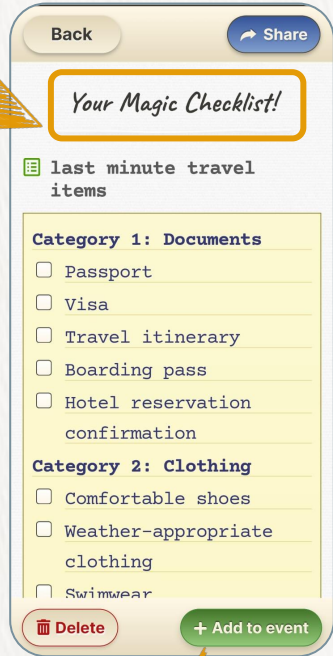 Back
Share
Your Magic Checklist!
last minute travel
items
Category 1: Documents
Passport
Visa
Travel itinerary
Boarding pass
Hotel reservation
confirmation
Category 2: Clothing
Comfortable shoes
Weather-appropriate
clothing
Swimwear
Delete
+ Add to event